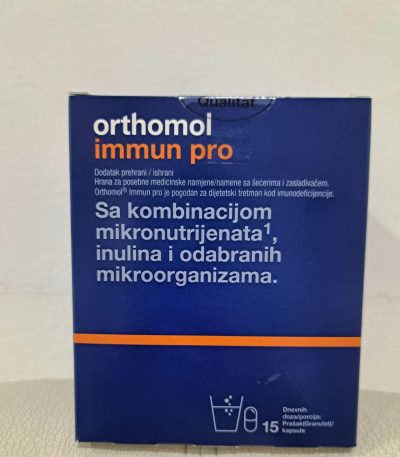 Qualität
orthomol
immun pro
Dodatak prehrani / ishrani
Hrana za posebne medicinske namjene/namene sa šećerima i zaslađivačem.
Orthomol® Immun pro je pogodan za dijetetski tretman kod imunodeficijencije.
Sa kombinacijom
mikronutrijenata¹,
inulina i odabranih
mikroorganizama.
15 Dnevnih
doza/porcija:
Prašak(Granulat)/
kapsula